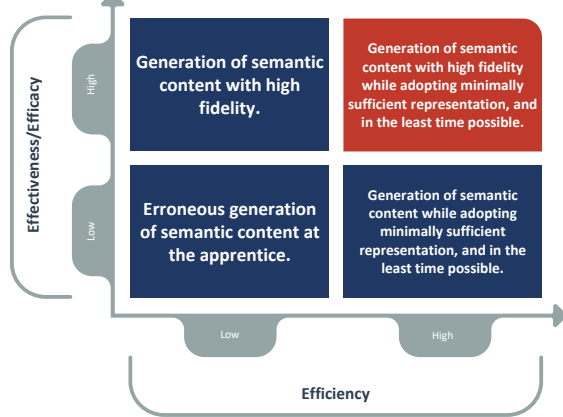 Effectiveness/Efficacy
High
Low
Generation of semantic
content with high
fidelity.
Generation of semantic
content with high fidelity
while adopting minimally
sufficient representation, and
in the least time possible.
Erroneous generation
of semantic content at
the apprentice.
Generation of semantic
content while adopting
minimally sufficient
representation, and in the
least time possible.
Low
High
Efficiency